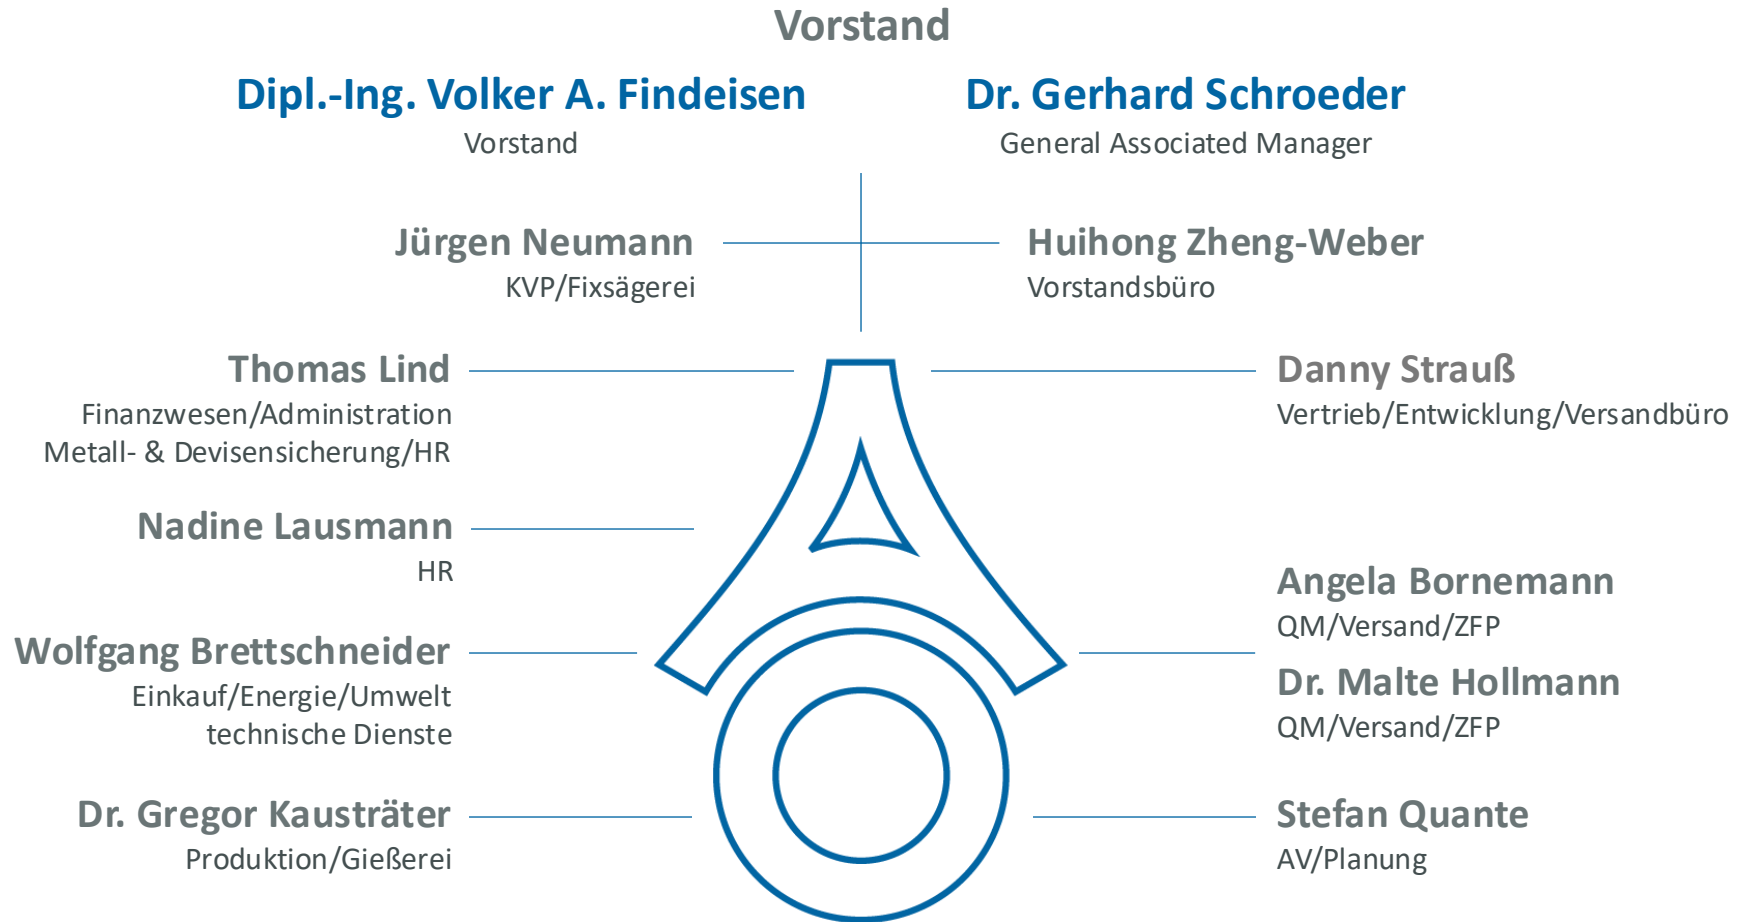 Vorstand
Dipl.-Ing. Volker A. Findeisen
Vorstand
Dr. Gerhard Schroeder
General Associated Manager
Jürgen Neumann
KVP/Fixsägerei
Huihong Zheng-Weber
Vorstandsbüro
Thomas Lind
Finanzwesen/Administration
Metall- & Devisensicherung/HR
Danny Strauß
Vertrieb/Entwicklung/Versandbüro
Nadine Lausmann
HR
Angela Bornemann
QM/Versand/ZFP
Wolfgang Brettschneider
Einkauf/Energie/Umwelt
technische Dienste
Dr. Malte Hollmann
QM/Versand/ZFP
Dr. Gregor Kausträter
Produktion/Gießerei
Stefan Quante
AV/Planung